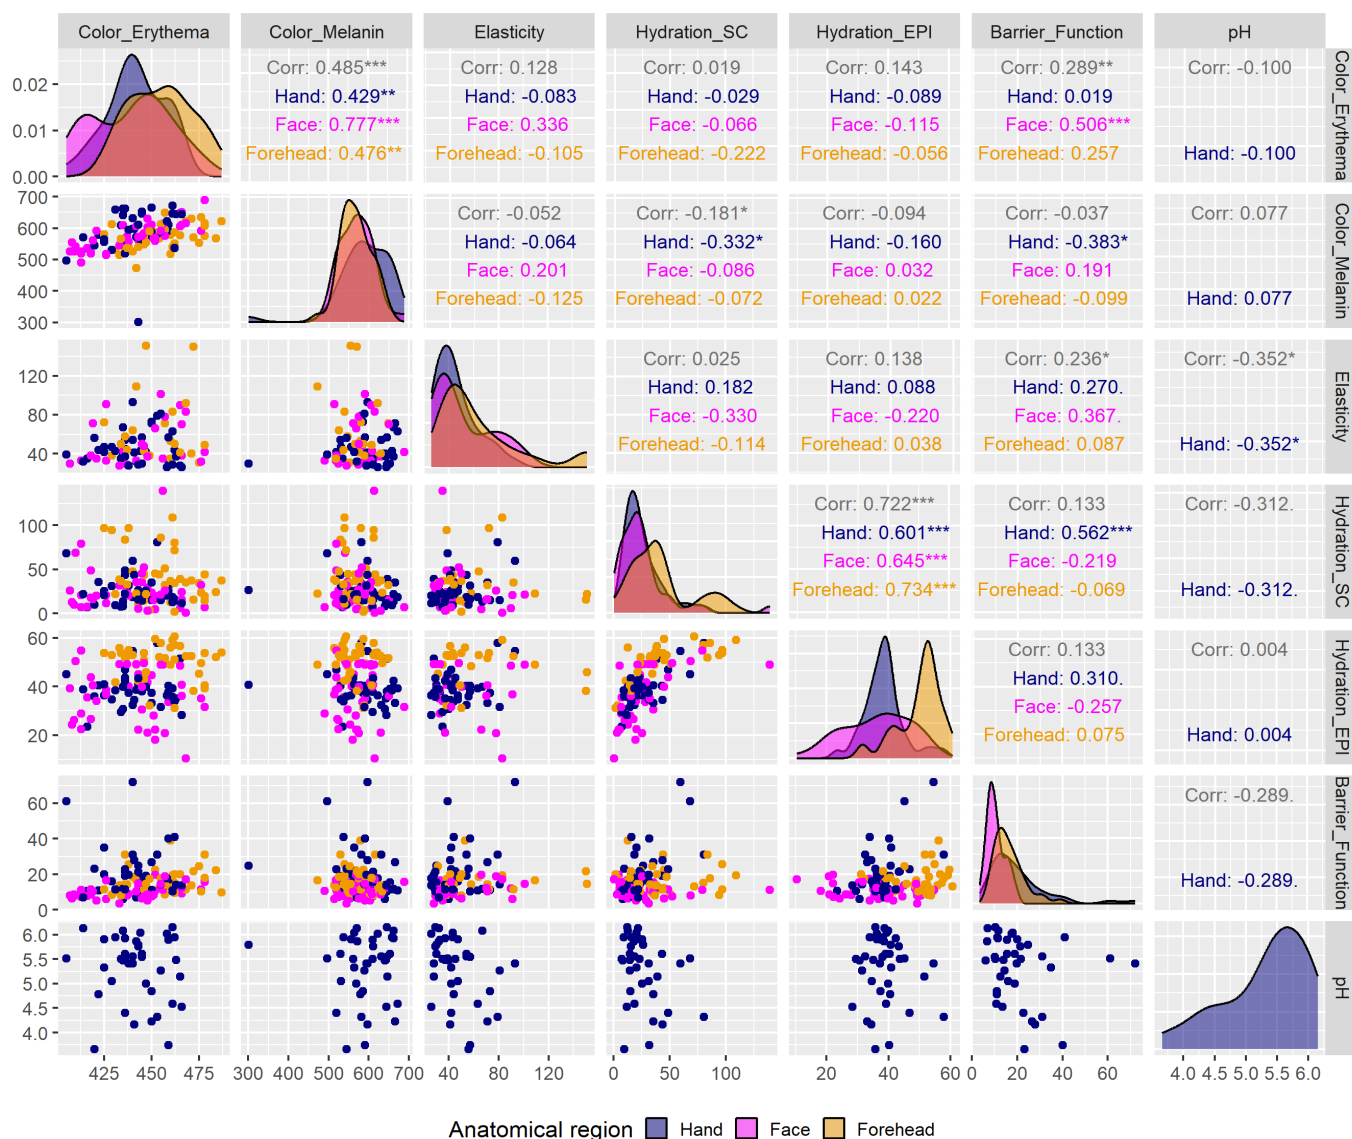 Color_Erythema Color_Melanin Elasticity Hydration_SC Hydration_EPI Barrier_Function pH
Corr: 0.485*** Corr: 0.128 Corr: 0.019 Corr: 0.143 Corr: 0.289** Corr: -0.100
Hand: 0.429** Hand: -0.083 Hand: -0.029 Hand: -0.089 Hand: 0.019
Face: 0.777*** Face: 0.336 Face: -0.066 Face: -0.115 Face: 0.506***
Forehead: 0.476** Forehead: -0.105 Forehead: -0.222 Forehead: -0.056 Forehead: 0.257 Hand: -0.100
0.02
0.01
0.00
Color_Erythema
Corr: -0.052 Corr: -0.181* Corr: -0.094 Corr: -0.037 Corr: 0.077
Hand: -0.064 Hand: -0.332* Hand: -0.160 Hand: -0.383*
Face: 0.201 Face: -0.086 Face: 0.032 Face: 0.191
Forehead: -0.125 Forehead: -0.072 Forehead: 0.022 Forehead: -0.099 Hand: 0.077
700
600
500
400
300
Color_Melanin
Corr: 0.025 Corr: 0.138 Corr: 0.236* Corr: -0.352*
Hand: 0.182 Hand: 0.088 Hand: 0.270.
Face: -0.330 Face: -0.220 Face: 0.367.
Forehead: -0.114 Forehead: 0.038 Forehead: 0.087 Hand: -0.352*
120
80
40
Elasticity
Corr: 0.722*** Corr: 0.133 Corr: -0.312.
Hand: 0.601*** Hand: 0.562***
Face: 0.645*** Face: -0.219
Forehead: 0.734*** Forehead: -0.069 Hand: -0.312.
100
50
0
Hydration_SC
Corr: 0.133 Corr: 0.004
Hand: 0.310.
Face: -0.257
Forehead: 0.075 Hand: 0.004
60
40
20
Hydration_EPI
Corr: -0.289.
Hand: -0.289.
60
40
20
0
Barrier_Function
6.0
5.5
5.0
4.5
4.0
pH
425 450 475 300 400 500 600 700 40 80 120 0 50 100 20 40 60 0 20 40 60 4.0 4.5 5.0 5.5 6.0
Anatomical region Hand Face Forehead